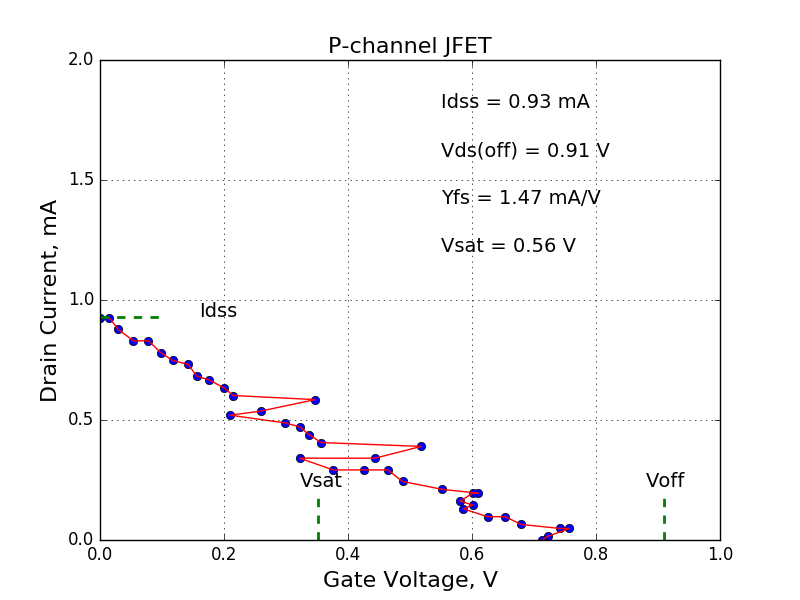 P-channel JFET
Idss = 0.93 mA
Vds(off) = 0.91 V
Yfs = 1.47 mA/V
Vsat = 0.56 V
Idss
Vsat
Voff
2.0
1.5
1.0
0.5
0.0
0.0 0.2 0.4 0.6 0.8 1.0
Gate Voltage, V
Drain Current, mA